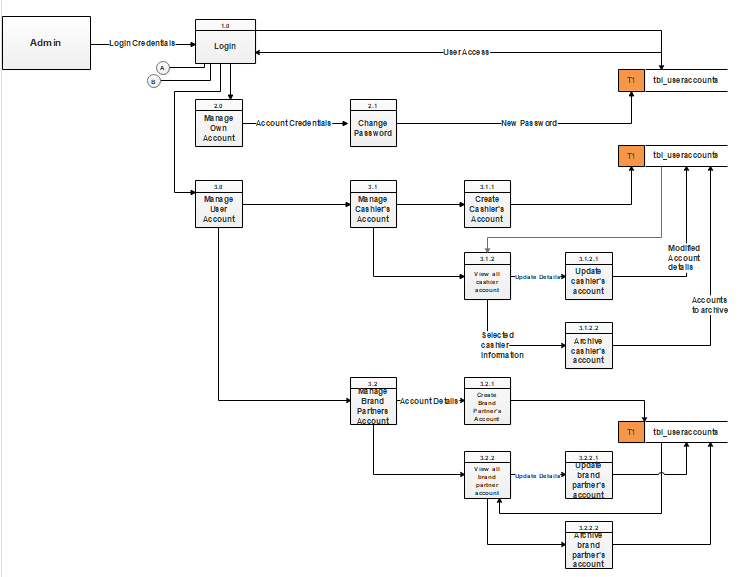 1.0
Admin
Login Credentials
Login
User Access
A
B
T1
tbl_useraccounts
2.0
Manage
Own
Account
Account Credentials
2.1
Change
Password
New Password
T1
tbl_useraccounts
3.0
Manage
User
Account
3.1
Manage
Cashier's
Account
3.1.1
Create
Cashier's
Account
3.1.2
View all
cashier
account
Update Details
3.1.2.1
Update
cashier's
account
Modified
Account
details
Accounts
to archive
Selected
cashier
information
3.1.2.2
Archive
cashier's
account
3.2
Manage
Brand
Partners
Account
Account Details
3.2.1
Create
Brand
Partner's
Account
T1
tbl_useraccounts
3.2.2
View all
brand
partner
account
Update Details
3.2.2.1
Update
brand
partner's
account
3.2.2.2
Archive
brand
partner's
account